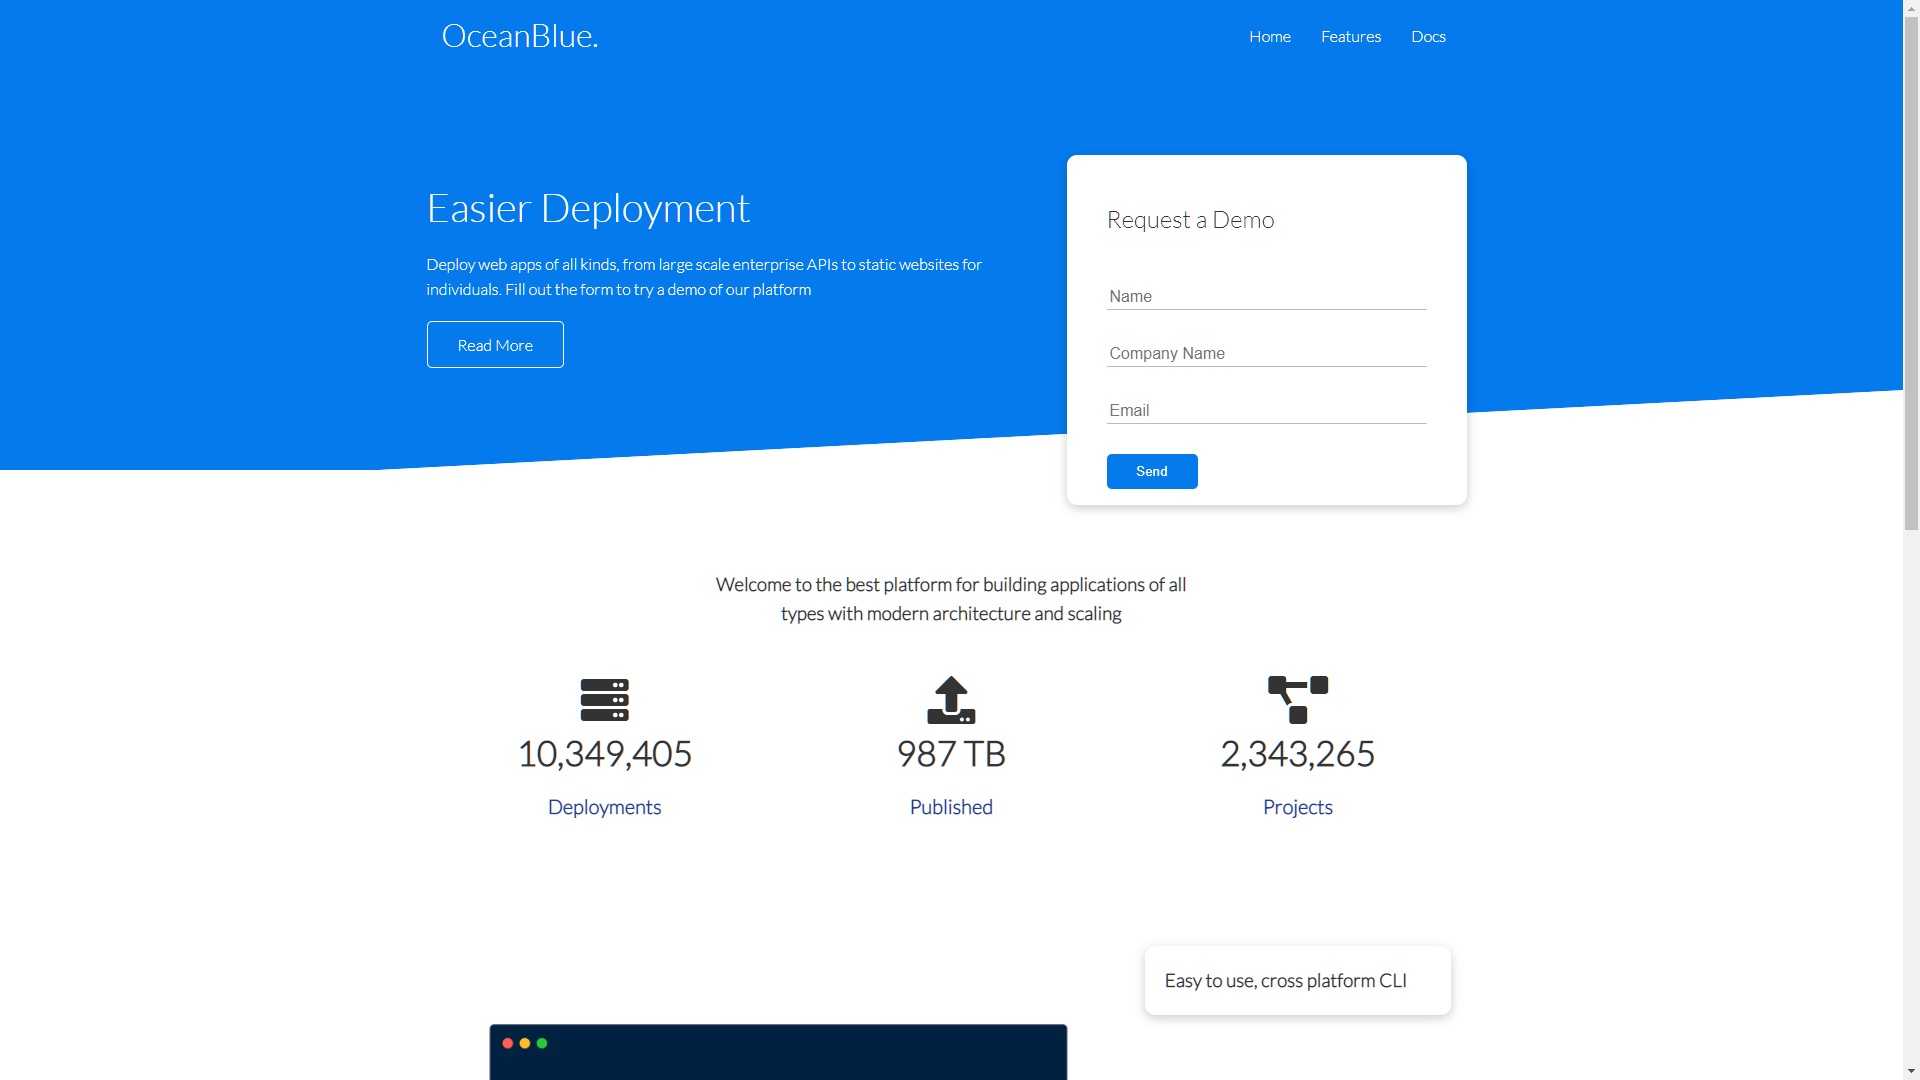 OceanBlue.
Home
Features
Docs
Easier Deployment
Deploy web apps of all kinds, from large scale enterprise APIs to static websites for
individuals. Fill out the form to try a demo of our platform
Read More
Request a Demo
Name
Company Name
Email
Send
Welcome to the best platform for building applications of all
types with modern architecture and scaling
10,349,405
Deployments
987 TB
Published
2,343,265
Projects
Easy to use, cross platform CLI